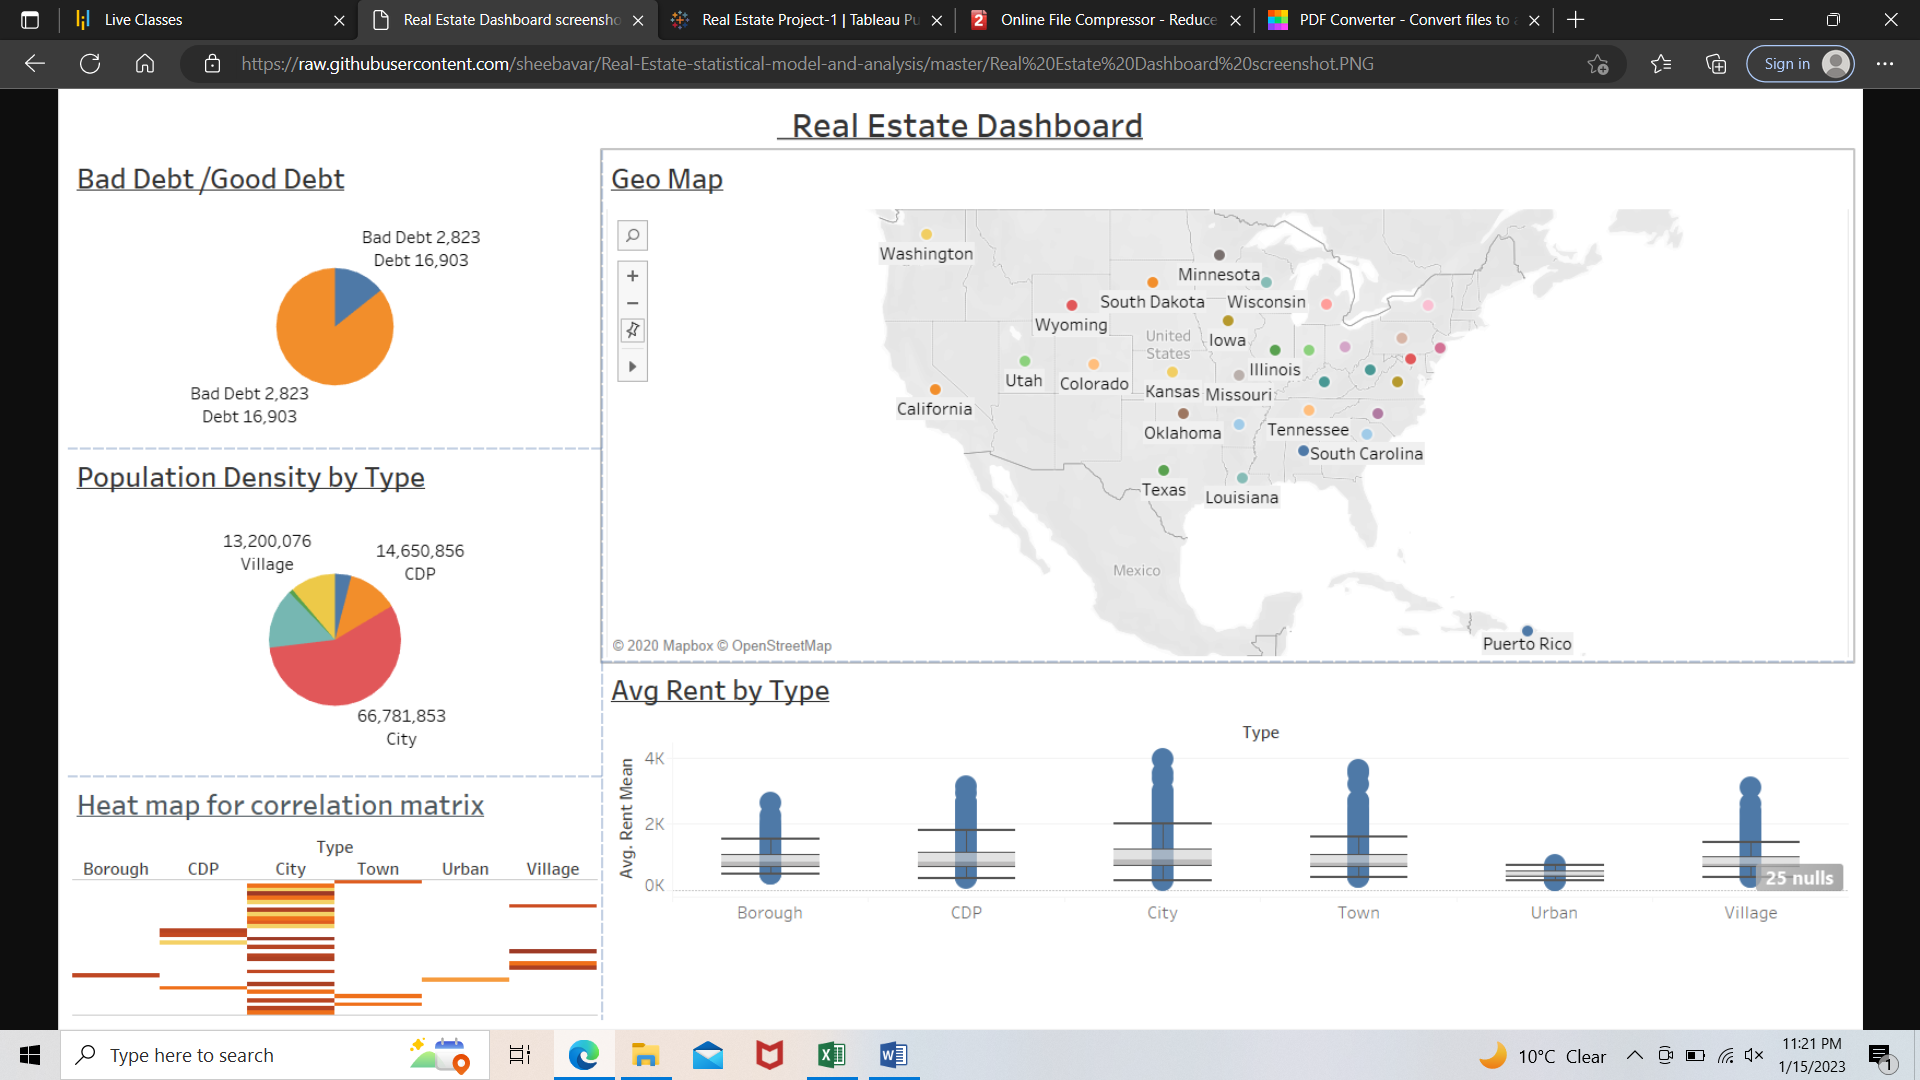 Live Classes
Real Estate Dashboard screensho
Real Estate Project-1 | Tableau Pu
Online File Compressor - Reduce
PDF Converter - Convert files to
https://raw.githubusercontent.com/sheebavar/Real-Estate-statistical-model-and-analysis/master/Real%20Estate%20Dashboard%20screenshot.PNG
Sign in
Real Estate Dashboard
Bad Debt /Good Debt
Bad Debt 2,823
Debt 16,903
Bad Debt 2,823
Debt 16,903
Population Density by Type
13,200,076
Village
14,650,856
CDP
66,781,853
City
Heat map for correlation matrix
Type
Borough CDP City Town Urban Village
Geo Map
Washington
Minnesota
South Dakota Wisconsin
Wyoming
United
States
Iowa
Illinois
Utah Colorado Kansas Missouri
California
Oklahoma Tennessee
South Carolina
Texas Louisiana
Mexico
Puerto Rico
© 2020 Mapbox © OpenStreetMap
Avg Rent by Type
Type
Avg. Rent Mean
4K
2K
0K
25 nulls
Borough CDP City Town Urban Village
Type here to search
10°C Clear
11:21 PM
1/15/2023
1